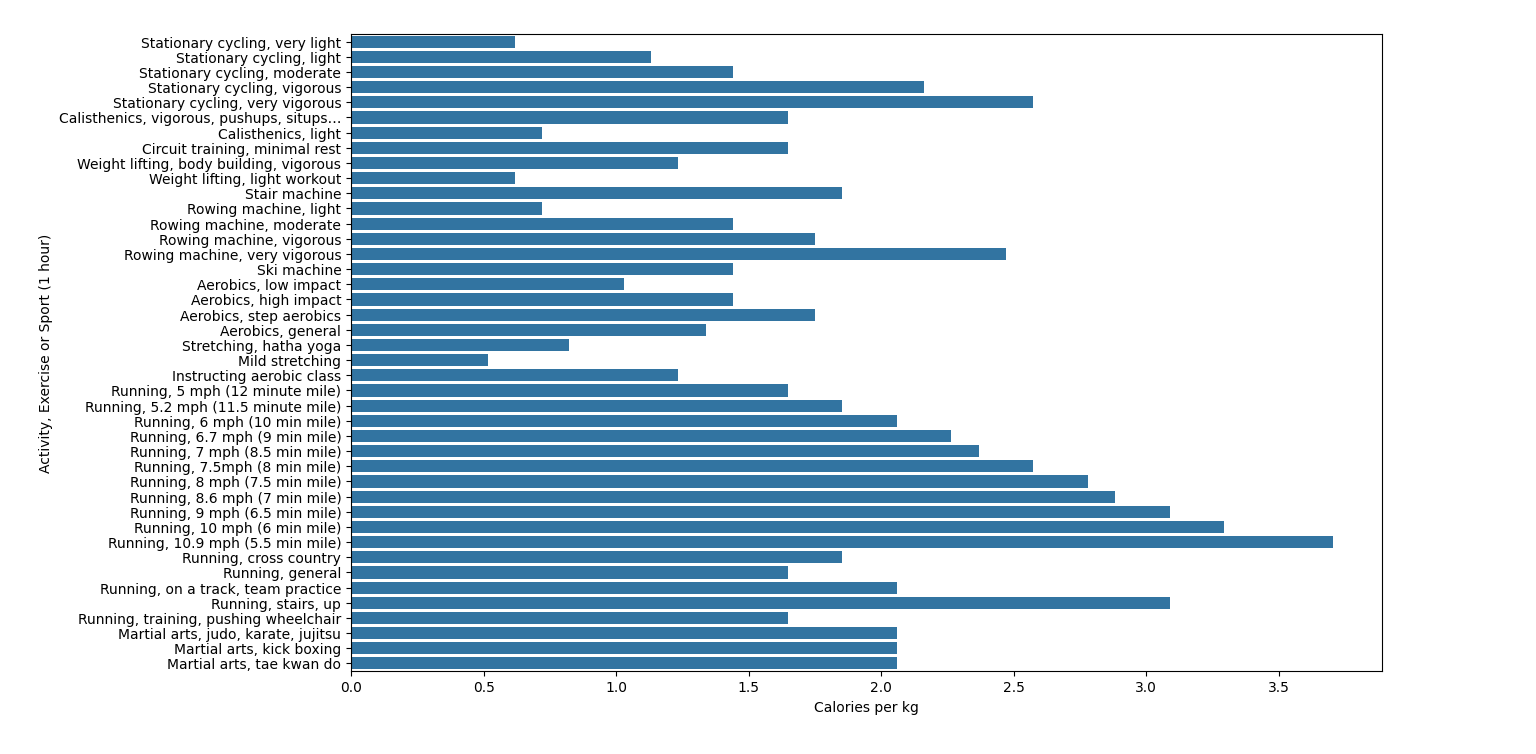 Stationary cycling, very light
Stationary cycling, light
Stationary cycling, moderate
Stationary cycling, vigorous
Stationary cycling, very vigorous
Calisthenics, vigorous, pushups, situps…
Calisthenics, light
Circuit training, minimal rest
Weight lifting, body building, vigorous
Weight lifting, light workout
Stair machine
Rowing machine, light
Rowing machine, moderate
Rowing machine, vigorous
Rowing machine, very vigorous
Ski machine
Aerobics, low impact
Aerobics, high impact
Aerobics, step aerobics
Aerobics, general
Stretching, hatha yoga
Mild stretching
Instructing aerobic class
Running, 5 mph (12 minute mile)
Running, 5.2 mph (11.5 minute mile)
Running, 6 mph (10 min mile)
Running, 6.7 mph (9 min mile)
Running, 7 mph (8.5 min mile)
Running, 7.5mph (8 min mile)
Running, 8 mph (7.5 min mile)
Running, 8.6 mph (7 min mile)
Running, 9 mph (6.5 min mile)
Running, 10 mph (6 min mile)
Running, 10.9 mph (5.5 min mile)
Running, cross country
Running, general
Running, on a track, team practice
Running, stairs, up
Running, training, pushing wheelchair
Martial arts, judo, karate, jujitsu
Martial arts, kick boxing
Martial arts, tae kwan do
Activity, Exercise or Sport (1 hour)
0.0 0.5 1.0 1.5 2.0 2.5 3.0 3.5
Calories per kg